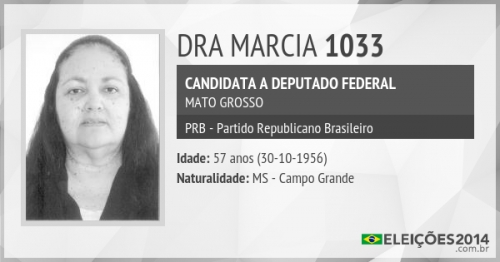 DRA MARCIA 1033
CANDIDATA A DEPUTADO FEDERAL
MATO GROSSO
PRB - Partido Republicano Brasileiro
Idade: 57 anos (30-10-1956)
Naturalidade: MS - Campo Grande
ELEIÇÕES2014
.com.br